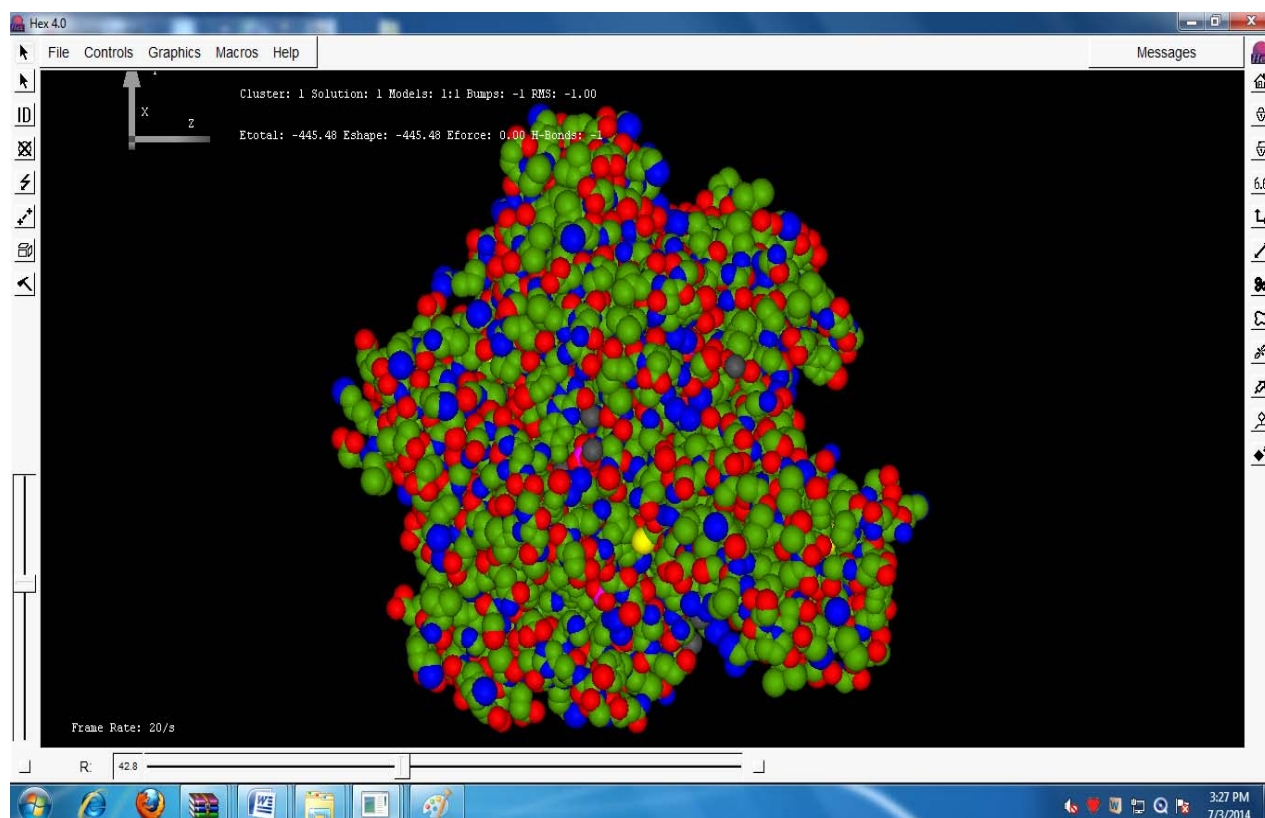 Hex 4.0
File Controls Graphics Macros Help
Messages
Cluster: 1 Solution: 1 Models: 1:1 Bumps: -1 RMS: -1.00
X
Z
Etotal: -445.48 Eshape: -445.48 Eforce: 0.00 H-Bonds: -1
ID
Frame Rate: 20/s
R: 42.8
3:27 PM
7/3/2014